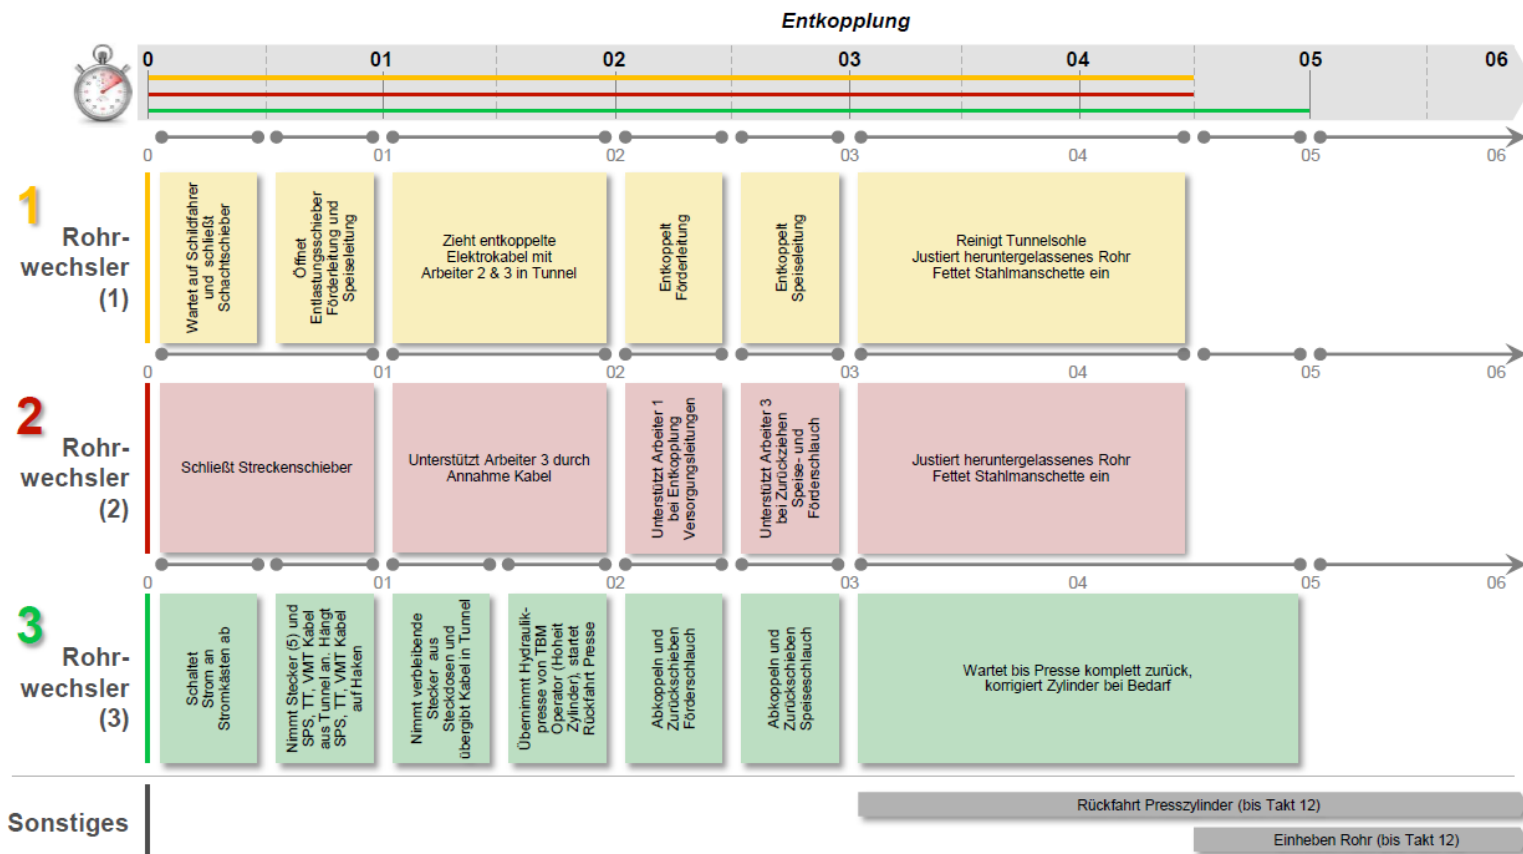 Entkopplung
0 01 02 03 04 05 06
0 01 02 03 04 05 06
1
Rohr-
wechsler
(1)
Wartet auf Schildfahrer
und schließt
Schachtschieber
Öffnet
Entlastungsschieber
Förderleitung und
Speiseleitung
Zieht entkoppelte
Elektrokabel mit
Arbeiter 2 & 3 in Tunnel
Entkoppelt
Förderleitung
Entkoppelt
Speiseleitung
Reinigt Tunnelsohle
Justiert heruntergelassenes Rohr
Fettet Stahlmanschette ein
0 01 02 03 04 05 06
2
Rohr-
wechsler
(2)
Schließt Streckenschieber
Unterstützt Arbeiter 3 durch
Annahme Kabel
Unterstützt Arbeiter 1
bei Entkopplung
Versorgungsleitungen
Unterstützt Arbeiter 3
bei Zurückziehen
Speise- und
Förderschlauch
Justiert heruntergelassenes Rohr
Fettet Stahlmanschette ein
0 01 02 03 04 05 06
3
Rohr-
wechsler
(3)
Schaltet
Strom an
Stromkästen ab
Nimmt Stecker (5) und
SPS, TT, VMT Kabel
aus Tunnel an. Hängt
SPS, TT, VMT Kabel
auf Haken
Nimmt verbleibende
Stecker aus
Steckdosen und
übergibt Kabel in Tunnel
Übernimmt Hydraulik-
presse von TBM
Operator (Hoheit
Zylinder), startet
Rückfahrt Presse
Abkoppeln und
Zurückschieben
Förderschlauch
Abkoppeln und
Zurückschieben
Speiseschlauch
Wartet bis Presse komplett zurück,
korrigiert Zylinder bei Bedarf
Sonstiges
Rückfahrt Presszylinder (bis Takt 12)
Einheben Rohr (bis Takt 12)